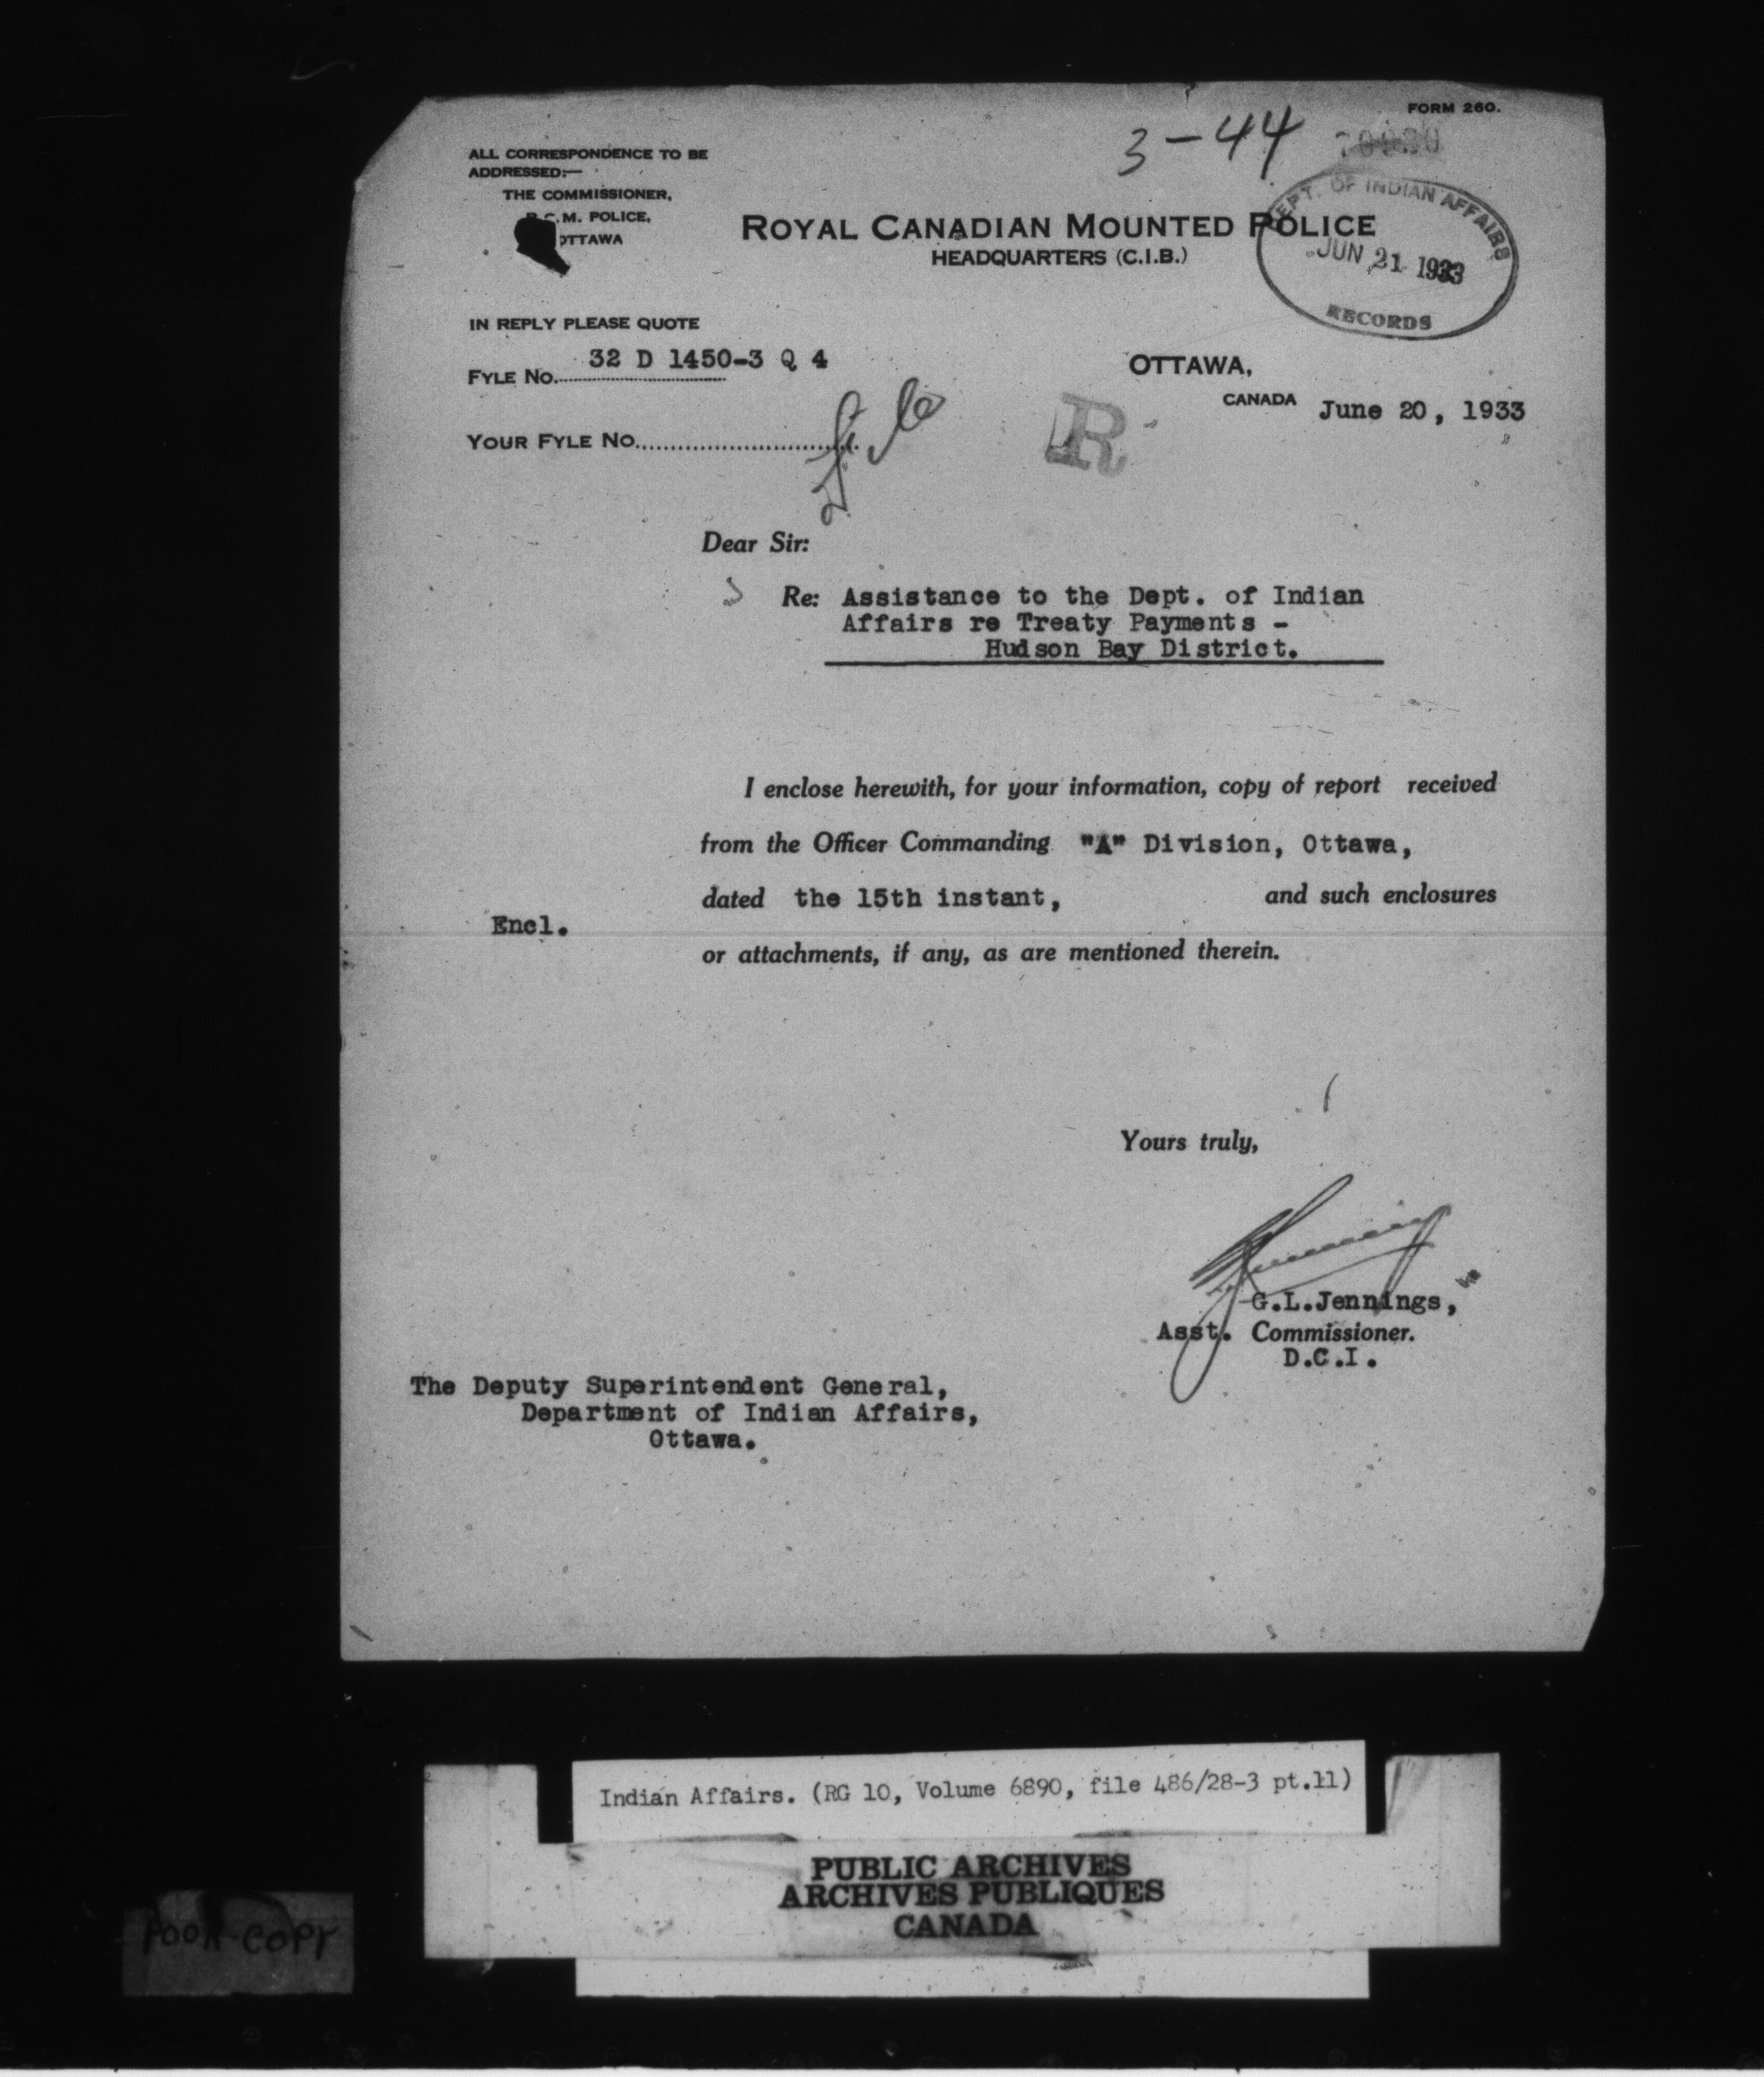 FORM 260.
3-44
ALL CORRESPONDENCE TO BE
ADDRESSED:—
THE COMMISSIONER,
R.C.M. POLICE,
OTTAWA
ROYAL CANADIAN MOUNTED POLICE
HEADQUARTERS (C.I.B.)
DEPT. OF INDIAN AFFAIRS
JUN 21 1933
RECORDS
IN REPLY PLEASE QUOTE
FYLE NO. 32 D 1450-3 Q 4
YOUR FYLE NO.
OTTAWA,
CANADA June 20, 1933
R
Dear Sir:
Re: Assistance to the Dept. of Indian
Affairs re Treaty Payments -
Hudson Bay District.
I enclose herewith, for your information, copy of report received
from the Officer Commanding "A" Division, Ottawa,
dated the 15th instant, and such enclosures
Encl.
or attachments, if any, as are mentioned therein.
Yours truly,
G.L.Jennings,
Asst. Commissioner.
D.C.I.
The Deputy Superintendent General,
Department of Indian Affairs,
Ottawa.
Indian Affairs. (RG 10, Volume 6890, file 486/28-3 pt.11)
PUBLIC ARCHIVES
ARCHIVES PUBLIQUES
CANADA
POOR COPY